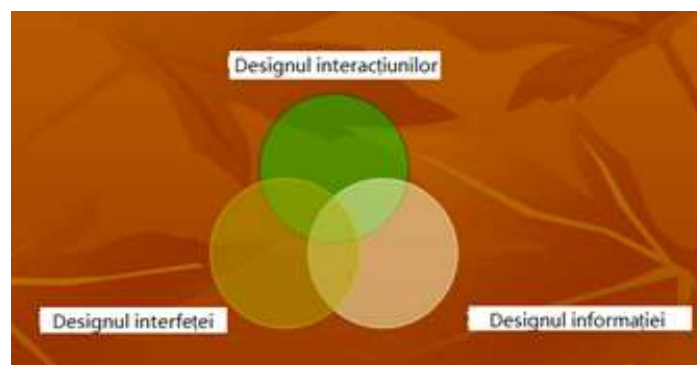 Designul interacțiunilor
Designul interfeței
Designul informației